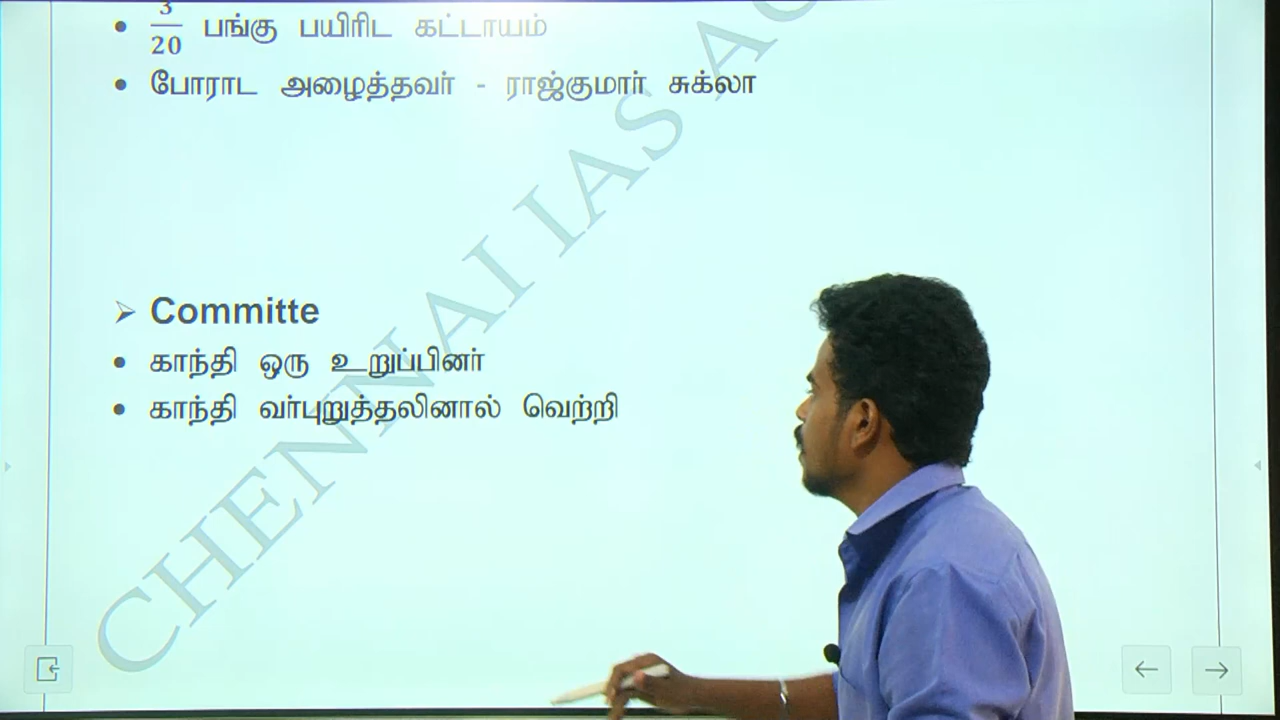 3/20 பங்கு பயிரிட கட்டாயம்
போராட அழைத்தவர் - ராஜ்குமார் சுக்லா
Committe
காந்தி ஒரு உறுப்பினர்
காந்தி வர்புறுத்தலினால் வெற்றி
CHENNAI IAS AC